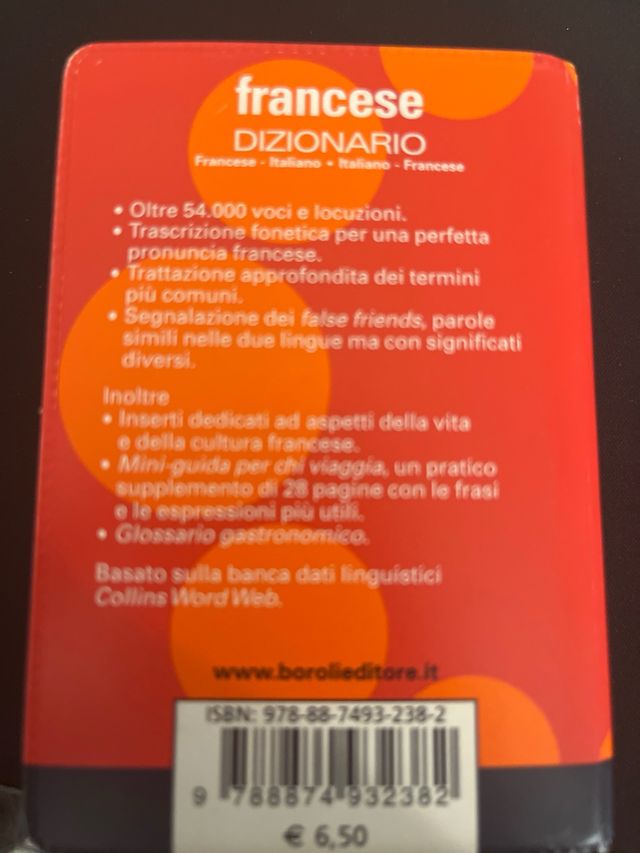 francese
DIZIONARIO
Francese - Italiano • Italiano - Francese
• Oltre 54.000 voci e locuzioni.
• Trascrizione fonetica per una perfetta
pronuncia francese.
• Trattazione approfondita dei termini
più comuni.
• Segnalazione dei false friends, parole
simili nelle due lingue ma con significati
diversi.
Inoltre
• Inserti dedicati ad aspetti della vita
e della cultura francese.
• Mini-guida per chi viaggia, un pratico
supplemento di 28 pagine con le frasi
e le espressioni più utili.
• Glossario gastronomico.
Basato sulla banca dati linguistici
Collins Word Web.
www.borolieditore.it
ISBN: 978-88-7493-238-2
9 788874 932382
€ 6,50